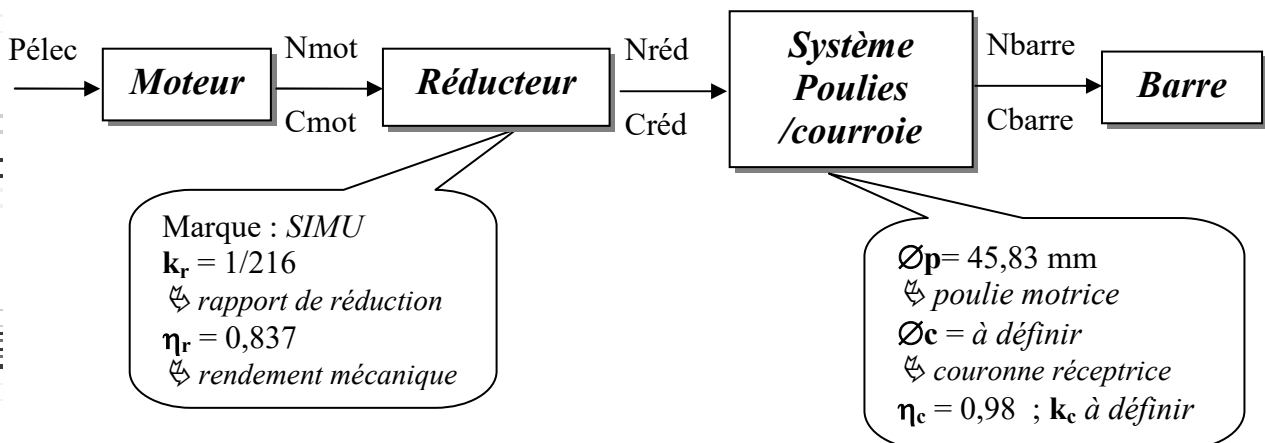 Pélec
Moteur
Nmot
Cmot
Réducteur
Nréd
Créd
Système
Poulies
/courroie
Nbarre
Cbarre
Barre
Marque : SIMU
kr = 1/216
rapport de réduction
ηr = 0,837
rendement mécanique
∅p= 45,83 mm
poulie motrice
∅c = à définir
couronne réceptrice
ηc = 0,98 ; kc à définir